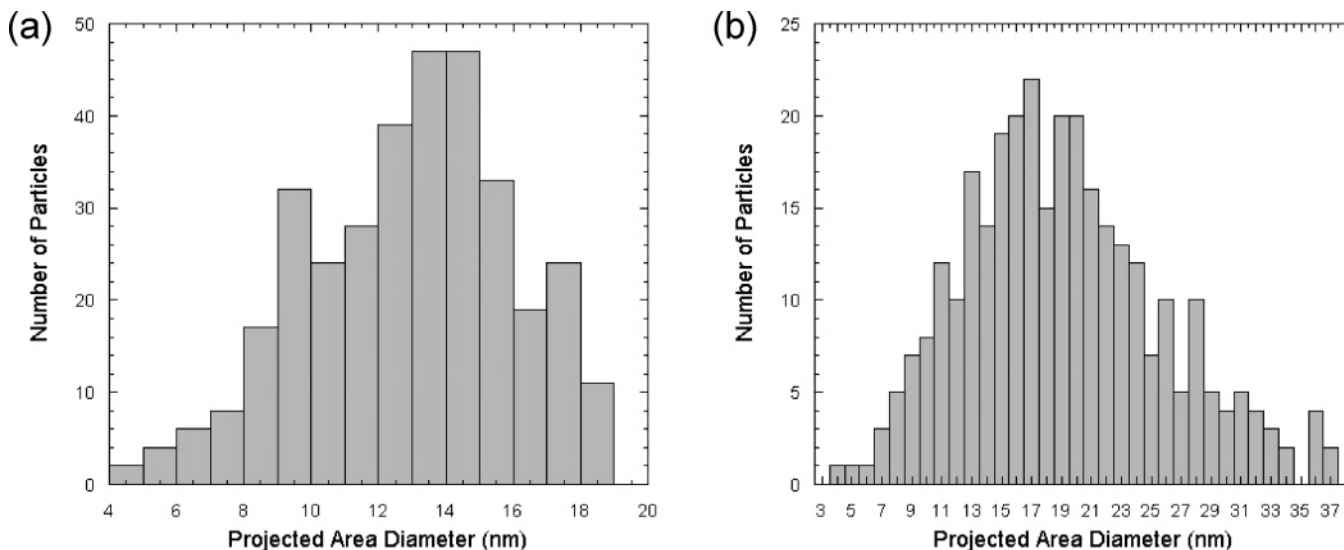 (a)
50
40
30
20
10
0
Number of Particles
4 6 8 10 12 14 16 18 20
Projected Area Diameter (nm)
(b)
25
20
15
10
5
0
Number of Particles
3 5 7 9 11 13 15 17 19 21 23 25 27 29 31 33 35 37
Projected Area Diameter (nm)